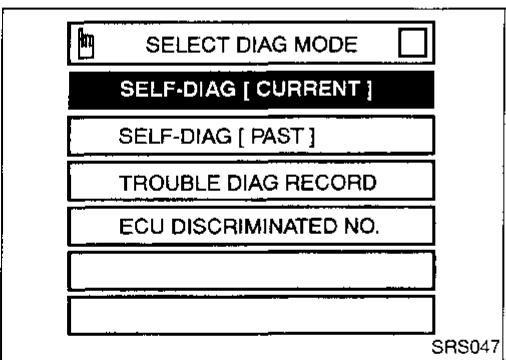 SELECT DIAG MODE
SELF-DIAG [ CURRENT ]
SELF-DIAG [ PAST ]
TROUBLE DIAG RECORD
ECU DISCRIMINATED NO.
SRS047